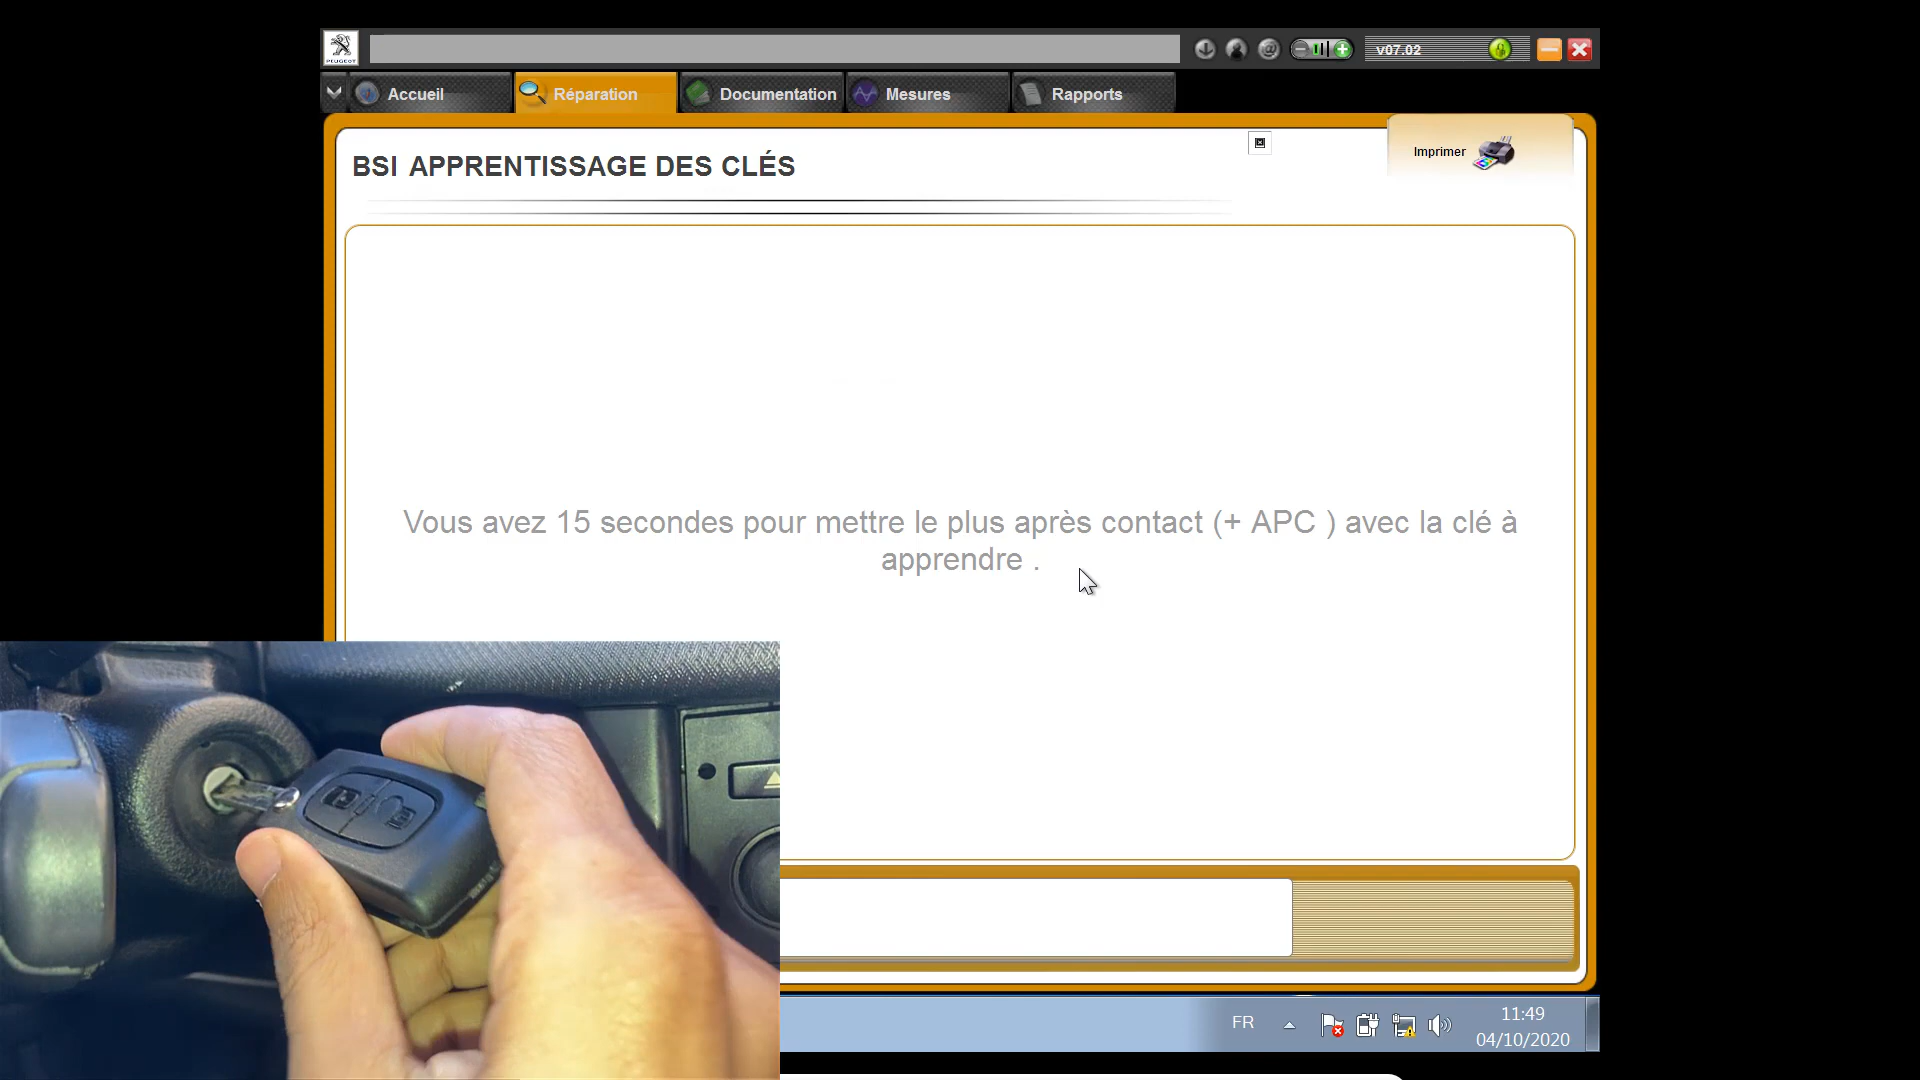 PEUGEOT
v07.02
Accueil
Réparation
Documentation
Mesures
Rapports
Imprimer
BSI APPRENTISSAGE DES CLÉS
Vous avez 15 secondes pour mettre le plus après contact (+ APC ) avec la clé à
apprendre .
FR
11:49
04/10/2020